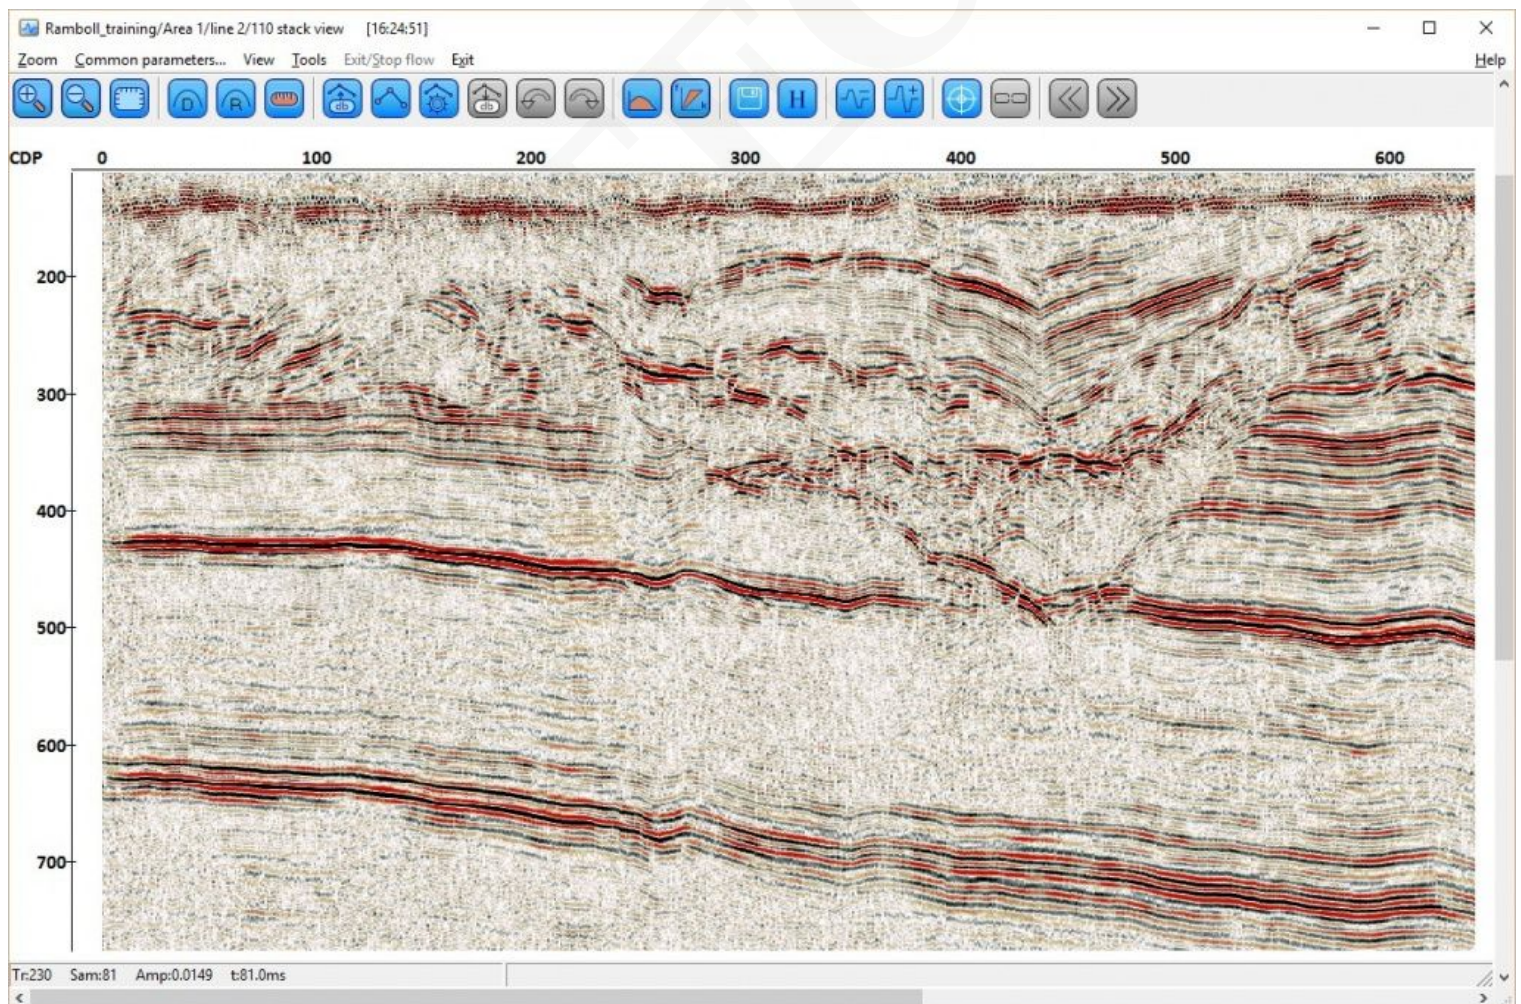 Ramboll_training/Area 1/line 2/110 stack view [16:24:51]
Zoom Common parameters... View Tools Exit/Stop flow Exit Help
D R db db H
CDP 0 100 200 300 400 500 600
200
300
400
500
600
700
Tr:230 Sam:81 Amp:0.0149 t:81.0ms